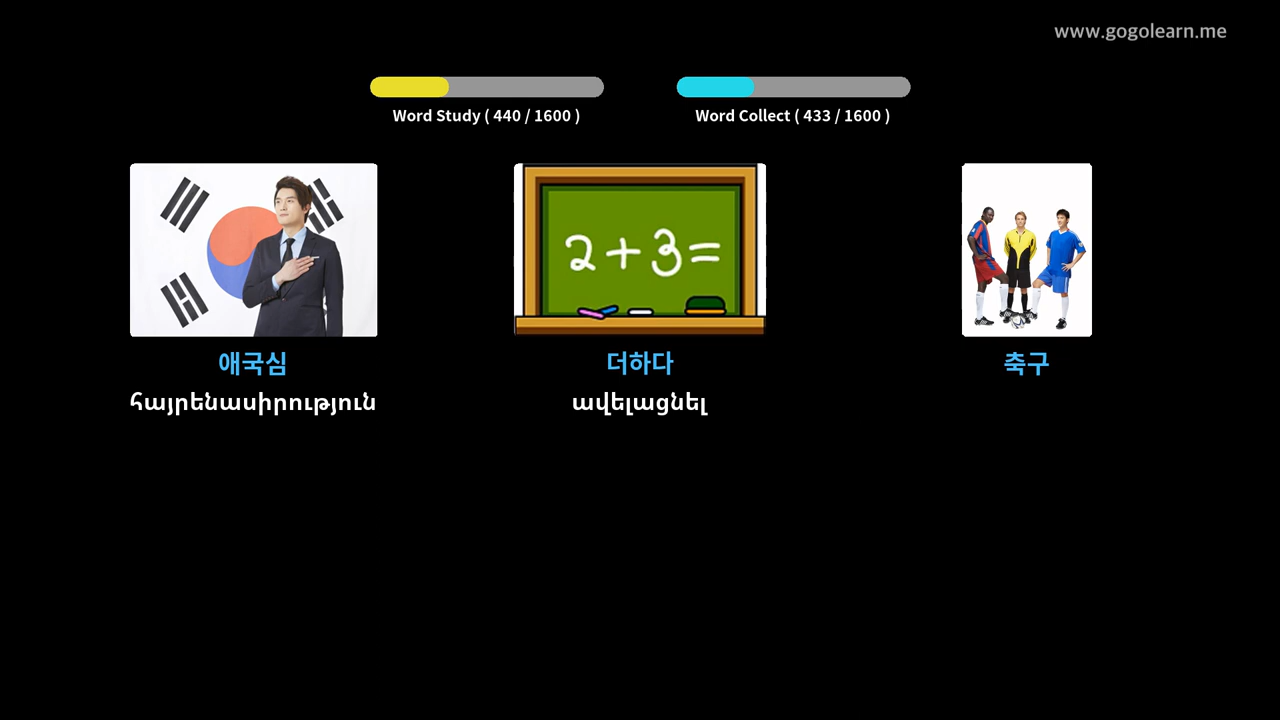 www.gogolearn.me
Word Study ( 440 / 1600 )
Word Collect ( 433 / 1600 )
2+3=
애국심
더하다
축구
հայրենասիրություն
ավելացնել